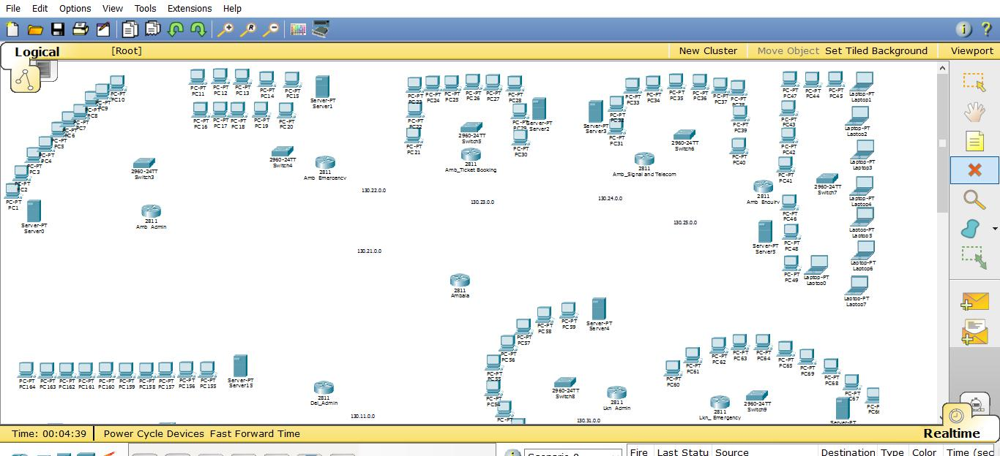 File Edit Options View Tools Extensions Help
Logical [Root] New Cluster Move Object Set Tiled Background Viewport
PC-PT
PC10
PC-PT
PC9
PC-PT
PC8
PC-PT
PC7
PC-PT
PC6
PC-PT
PC5
PC-PT
PC4
PC-PT
PC3
PC-PT
PC2
PC-PT
PC1
Server-PT
Server0
2960-24TT
Switch3
2811
Amb_Admin
PC-PT
PC11
PC-PT
PC12
PC-PT
PC13
PC-PT
PC14
PC-PT
PC15
Server-PT
Server1
PC-PT
PC16
PC-PT
PC17
PC-PT
PC18
PC-PT
PC19
PC-PT
PC20
2960-24TT
Switch4
2811
Amb_Emergency
130.22.0.0
PC-PT
PC23
PC-PT
PC24
PC-PT
PC25
PC-PT
PC26
PC-PT
PC27
PC-PT
PC28
PC-PT
PC22
PC-PT
PC29
Server-PT
Server2
PC-PT
PC21
PC-PT
PC30
2960-24TT
Switch5
2811
Amb_Ticket Booking
130.23.0.0
Server-PT
Server3
PC-PT
PC33
PC-PT
PC34
PC-PT
PC35
PC-PT
PC36
PC-PT
PC37
PC-PT
PC38
PC-PT
PC32
PC-PT
PC31
PC-PT
PC39
PC-PT
PC40
2960-24TT
Switch6
2811
Amb_Signal and Telecom
130.24.0.0
PC-PT
PC47
PC-PT
PC44
PC-PT
PC45
Laptop-PT
Laptop1
PC-PT
PC43
Laptop-PT
Laptop2
PC-PT
PC42
Laptop-PT
Laptop3
PC-PT
PC41
2960-24TT
Switch7
2811
Amb_Enquiry
Laptop-PT
Laptop4
PC-PT
PC46
Laptop-PT
Laptop5
Server-PT
Server5
PC-PT
PC48
Laptop-PT
Laptop6
PC-PT
PC49
Laptop-PT
Laptop0
Laptop-PT
Laptop7
130.25.0.0
130.21.0.0
2811
Ambala
PC-PT
PC164
PC-PT
PC163
PC-PT
PC162
PC-PT
PC161
PC-PT
PC160
PC-PT
PC159
PC-PT
PC158
PC-PT
PC157
PC-PT
PC156
PC-PT
PC155
Server-PT
Server15
2811
Del_Admin
130.11.0.0
PC-PT
PC59
Server-PT
Server4
PC-PT
PC58
PC-PT
PC57
PC-PT
PC56
PC-PT
PC55
PC-PT
PC54
PC-PT
2960-24TT
Switch8
2811
Lkn_Admin
130.31.0.0
PC-PT
PC60
PC-PT
PC61
PC-PT
PC62
PC-PT
PC63
PC-PT
PC64
PC-PT
PC65
PC-PT
PC69
PC-PT
PC68
PC-PT
PC67
PC-PT
2811
Lkn_ Emergency
2960-24TT
Switch9
Server-PT
Time: 00:04:39 Power Cycle Devices Fast Forward Time Realtime
Scenario 0 Fire Last Statu Source Destination Type Color Time (sec